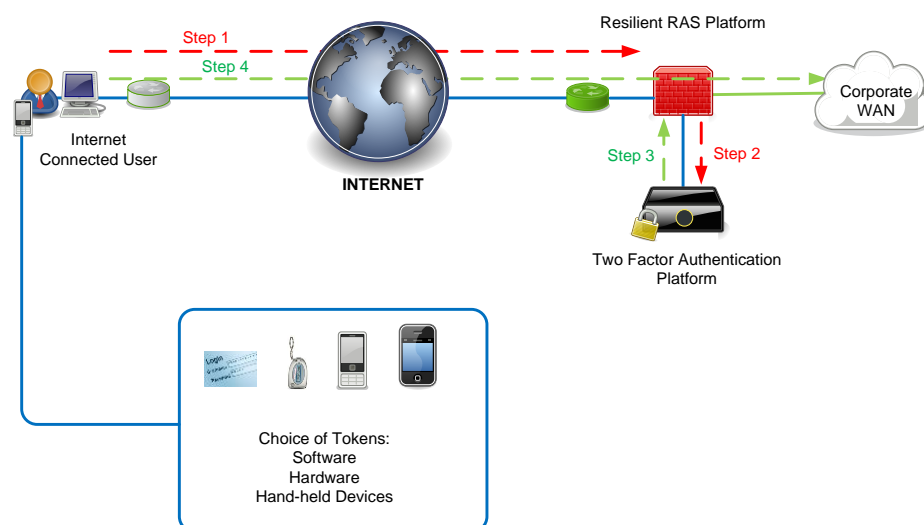 Resilient RAS Platform
Step 1
Step 4
Corporate
WAN
Internet
Connected User
INTERNET
Step 3
Step 2
Two Factor Authentication
Platform
Login
Choice of Tokens:
Software
Hardware
Hand-held Devices